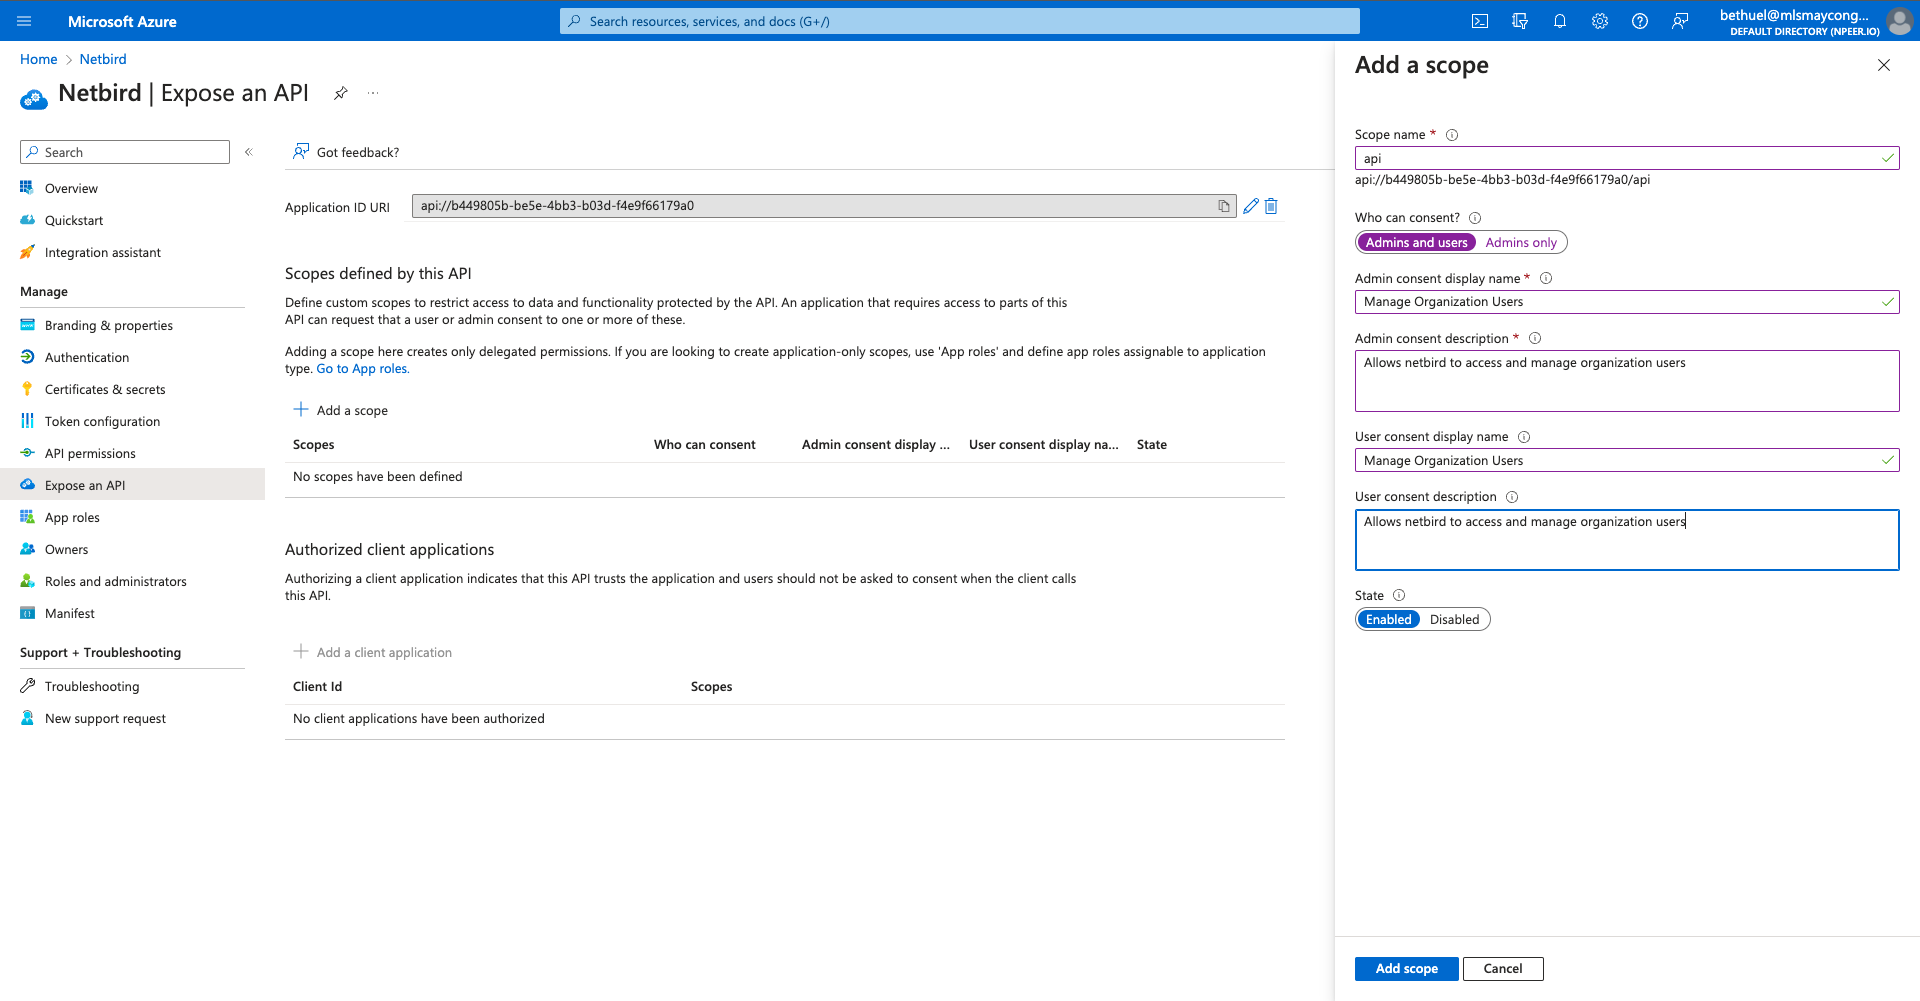 Microsoft Azure
Search resources, services, and docs (G+/)
bethuel@mlsmaycong...
DEFAULT DIRECTORY (NPEER.IO)
Home > Netbird
Netbird | Expose an API
...
Search
«
Overview
Quickstart
Integration assistant
Manage
Branding & properties
Authentication
Certificates & secrets
Token configuration
API permissions
Expose an API
App roles
Owners
Roles and administrators
Manifest
Support + Troubleshooting
Troubleshooting
New support request
Got feedback?
Application ID URI
api://b449805b-be5e-4bb3-b03d-f4e9f66179a0
Scopes defined by this API
Define custom scopes to restrict access to data and functionality protected by the API. An application that requires access to parts of this
API can request that a user or admin consent to one or more of these.
Adding a scope here creates only delegated permissions. If you are looking to create application-only scopes, use 'App roles' and define app roles assignable to application
type. Go to App roles.
Add a scope
Scopes Who can consent Admin consent display ... User consent display na... State
No scopes have been defined
Authorized client applications
Authorizing a client application indicates that this API trusts the application and users should not be asked to consent when the client calls
this API.
Add a client application
Client Id Scopes
No client applications have been authorized
Add a scope
Scope name *
api
api://b449805b-be5e-4bb3-b03d-f4e9f66179a0/api
Who can consent?
Admins and users Admins only
Admin consent display name *
Manage Organization Users
Admin consent description *
Allows netbird to access and manage organization users
User consent display name
Manage Organization Users
User consent description
Allows netbird to access and manage organization users
State
Enabled Disabled
Add scope Cancel